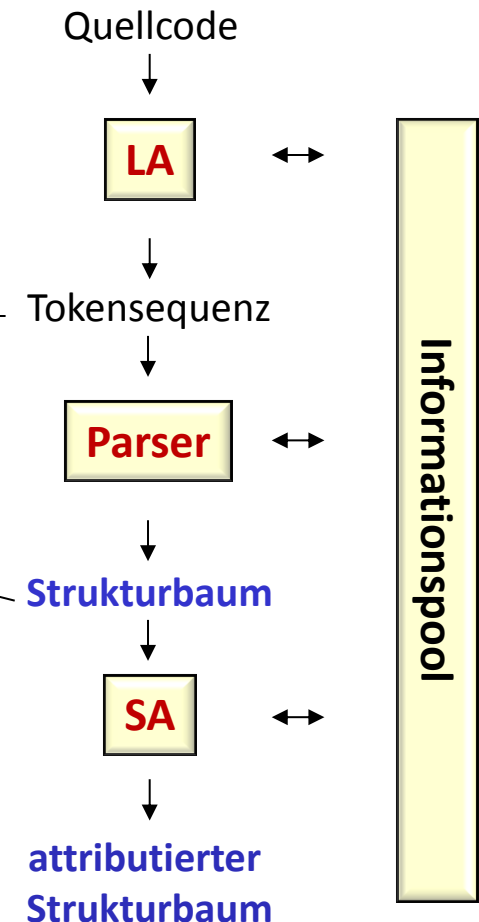 Quellcode
LA
Tokensequenz
Parser
Strukturbaum
SA
attributierter
Strukturbaum
Informationspool